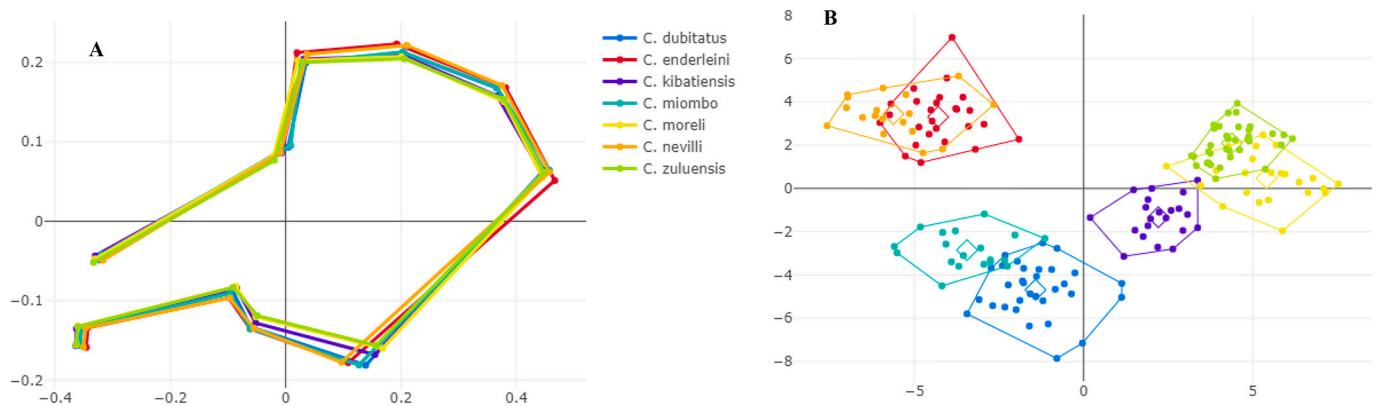 A
0.2
0.1
0
−0.1
−0.2
−0.4
−0.2
0
0.2
0.4
C. dubitatus
C. enderleini
C. kibatiensis
C. miombo
C. moreli
C. nevilli
C. zuluensis
B
8
6
4
2
0
−2
−4
−6
−8
−5
0
5